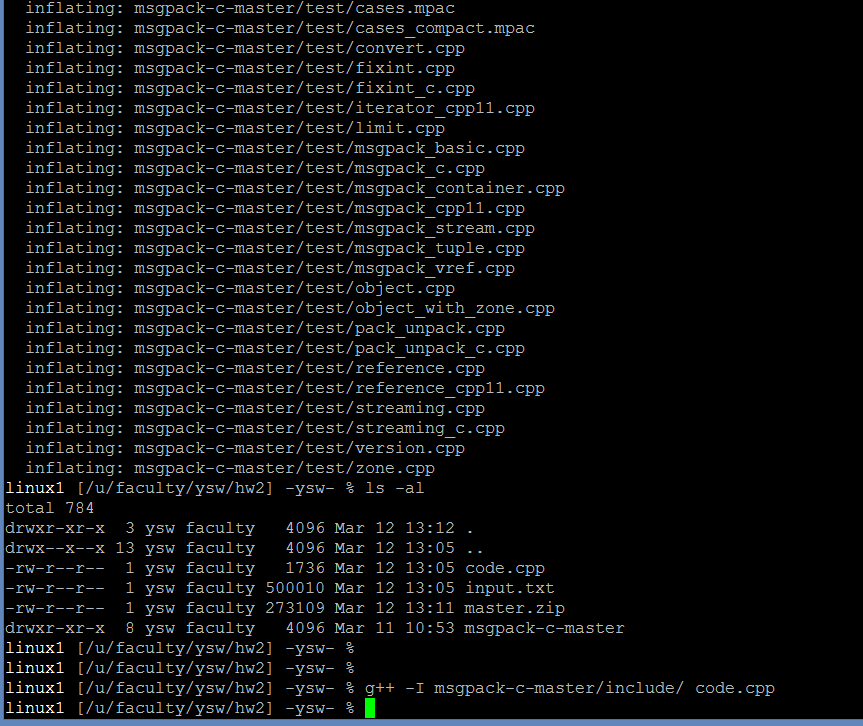 inflating: msgpack-c-master/test/cases.mpac
inflating: msgpack-c-master/test/cases_compact.mpac
inflating: msgpack-c-master/test/convert.cpp
inflating: msgpack-c-master/test/fixint.cpp
inflating: msgpack-c-master/test/fixint_c.cpp
inflating: msgpack-c-master/test/iterator_cpp11.cpp
inflating: msgpack-c-master/test/limit.cpp
inflating: msgpack-c-master/test/msgpack_basic.cpp
inflating: msgpack-c-master/test/msgpack_c.cpp
inflating: msgpack-c-master/test/msgpack_container.cpp
inflating: msgpack-c-master/test/msgpack_cpp11.cpp
inflating: msgpack-c-master/test/msgpack_stream.cpp
inflating: msgpack-c-master/test/msgpack_tuple.cpp
inflating: msgpack-c-master/test/msgpack_vref.cpp
inflating: msgpack-c-master/test/object.cpp
inflating: msgpack-c-master/test/object_with_zone.cpp
inflating: msgpack-c-master/test/pack_unpack.cpp
inflating: msgpack-c-master/test/pack_unpack_c.cpp
inflating: msgpack-c-master/test/reference.cpp
inflating: msgpack-c-master/test/reference_cpp11.cpp
inflating: msgpack-c-master/test/streaming.cpp
inflating: msgpack-c-master/test/streaming_c.cpp
inflating: msgpack-c-master/test/version.cpp
inflating: msgpack-c-master/test/zone.cpp
linux1 [/u/faculty/ysw/hw2] -ysw- % ls -al
total 784
drwxr-xr-x  3 ysw faculty   4096 Mar 12 13:12 .
drwx--x--x 13 ysw faculty   4096 Mar 12 13:05 ..
-rw-r--r--  1 ysw faculty   1736 Mar 12 13:05 code.cpp
-rw-r--r--  1 ysw faculty 500010 Mar 12 13:05 input.txt
-rw-r--r--  1 ysw faculty 273109 Mar 12 13:11 master.zip
drwxr-xr-x  8 ysw faculty   4096 Mar 11 10:53 msgpack-c-master
linux1 [/u/faculty/ysw/hw2] -ysw- %
linux1 [/u/faculty/ysw/hw2] -ysw- %
linux1 [/u/faculty/ysw/hw2] -ysw- % g++ -I msgpack-c-master/include/ code.cpp
linux1 [/u/faculty/ysw/hw2] -ysw- %